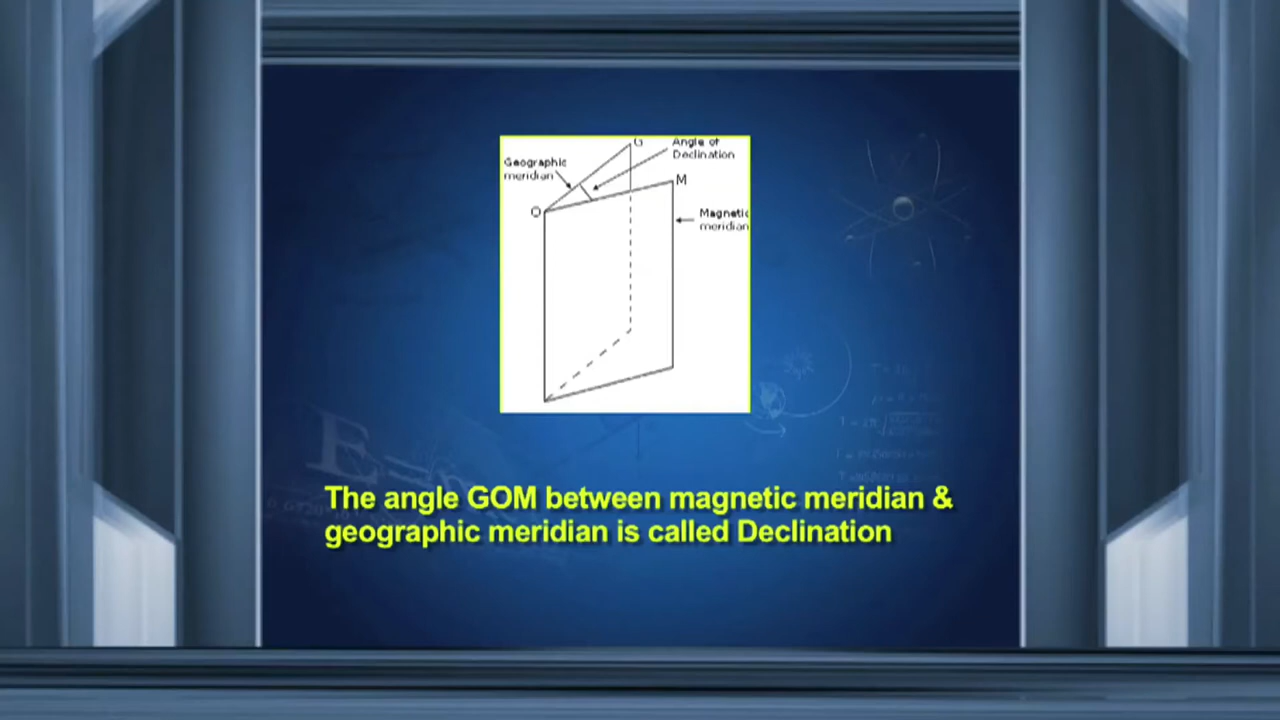 G
Angle of
Declination
Geographic
meridian
M
O
Magnetic
meridian
The angle GOM between magnetic meridian &
geographic meridian is called Declination